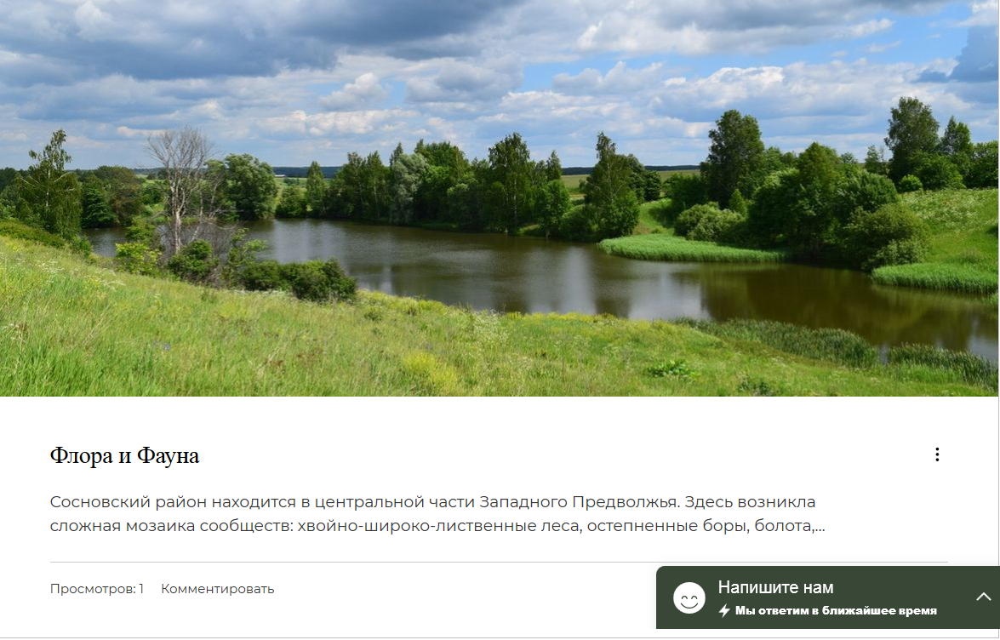 Флора и Фауна
Сосновский район находится в центральной части Западного Предволжья. Здесь возникла
сложная мозаика сообществ: хвойно-широко-лиственные леса, остепненные боры, болота,...
Просмотров: 1 Комментировать
Напишите нам
Мы ответим в ближайшее время